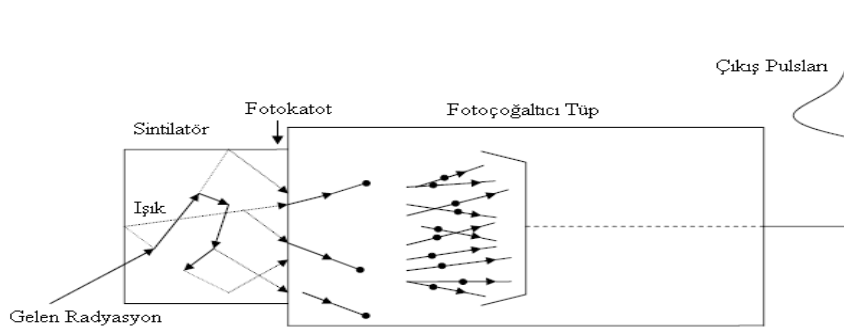 Çıkış Pulsları
Fotokatot
Fotoçoğaltıcı Tüp
Sintilatör
Işık
Gelen Radyasyon